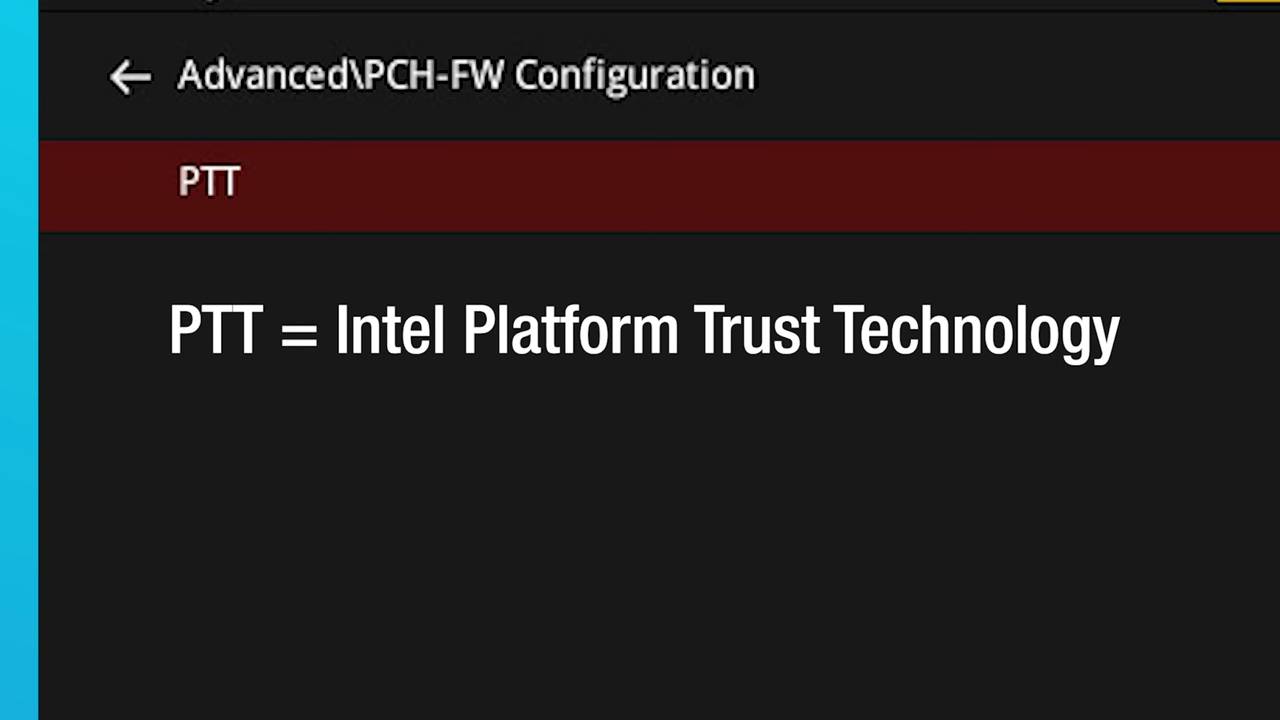 Advanced\PCH-FW Configuration
PTT
PTT = Intel Platform Trust Technology